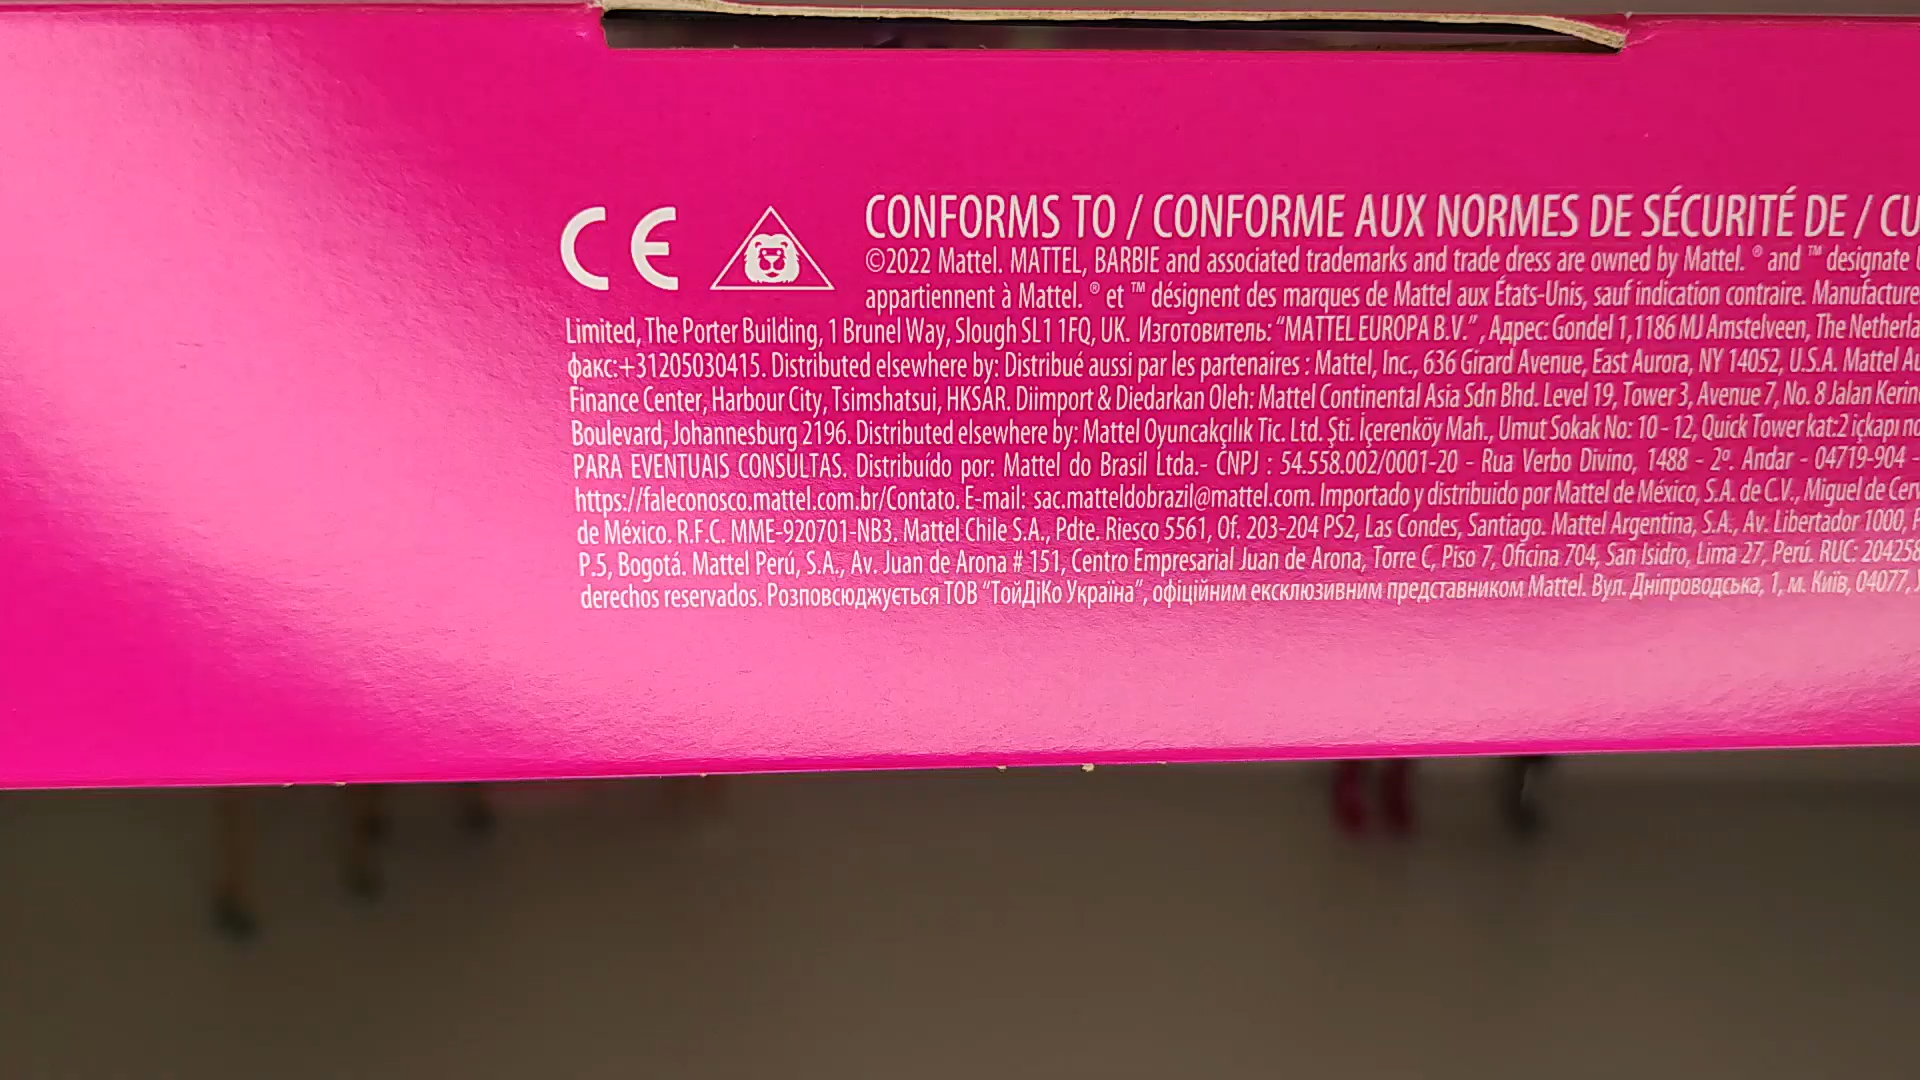 CE CONFORMS TO / CONFORME AUX NORMES DE SÉCURITÉ DE / CU
©2022 Mattel. MATTEL, BARBIE and associated trademarks and trade dress are owned by Mattel. ® and ™ designate
appartiennent à Mattel. ® et ™ désignent des marques de Mattel aux États-Unis, sauf indication contraire. Manufacture
Limited, The Porter Building, 1 Brunel Way, Slough SL1 1FQ, UK. Изготовитель: “MATTEL EUROPA B.V.”, Адрес: Gondel 1, 1186 MJ Amstelveen, The Netherla
факс:+31205030415. Distributed elsewhere by: Distribué aussi par les partenaires : Mattel, Inc., 636 Girard Avenue, East Aurora, NY 14052, U.S.A. Mattel Au
Finance Center, Harbour City, Tsimshatsui, HKSAR. Diimport & Diedarkan Oleh: Mattel Continental Asia Sdn Bhd. Level 19, Tower 3, Avenue 7, No. 8 Jalan Kerin
Boulevard, Johannesburg 2196. Distributed elsewhere by: Mattel Oyuncakçılık Tic. Ltd. Şti. İçerenköy Mah., Umut Sokak No: 10 - 12, Quick Tower kat:2 içkapı no
PARA EVENTUAIS CONSULTAS. Distribuído por: Mattel do Brasil Ltda.- CNPJ : 54.558.002/0001-20 - Rua Verbo Divino, 1488 - 2º. Andar - 04719-904 -
https://faleconosco.mattel.com.br/Contato. E-mail: sac.matteldobrazil@mattel.com. Importado y distribuido por Mattel de México, S.A. de C.V., Miguel de Cer
de México. R.F.C. MME-920701-NB3. Mattel Chile S.A., Pdte. Riesco 5561, Of. 203-204 PS2, Las Condes, Santiago. Mattel Argentina, S.A., Av. Libertador 1000, P
P.5, Bogotá. Mattel Perú, S.A., Av. Juan de Arona # 151, Centro Empresarial Juan de Arona, Torre C, Piso 7, Oficina 704, San Isidro, Lima 27, Perú. RUC: 204258
derechos reservados. Розповсюджується ТОВ “ТойДіКо Україна”, офіційним ексклюзивним представником Mattel. Вул. Дніпроводська, 1, м. Київ, 04077,